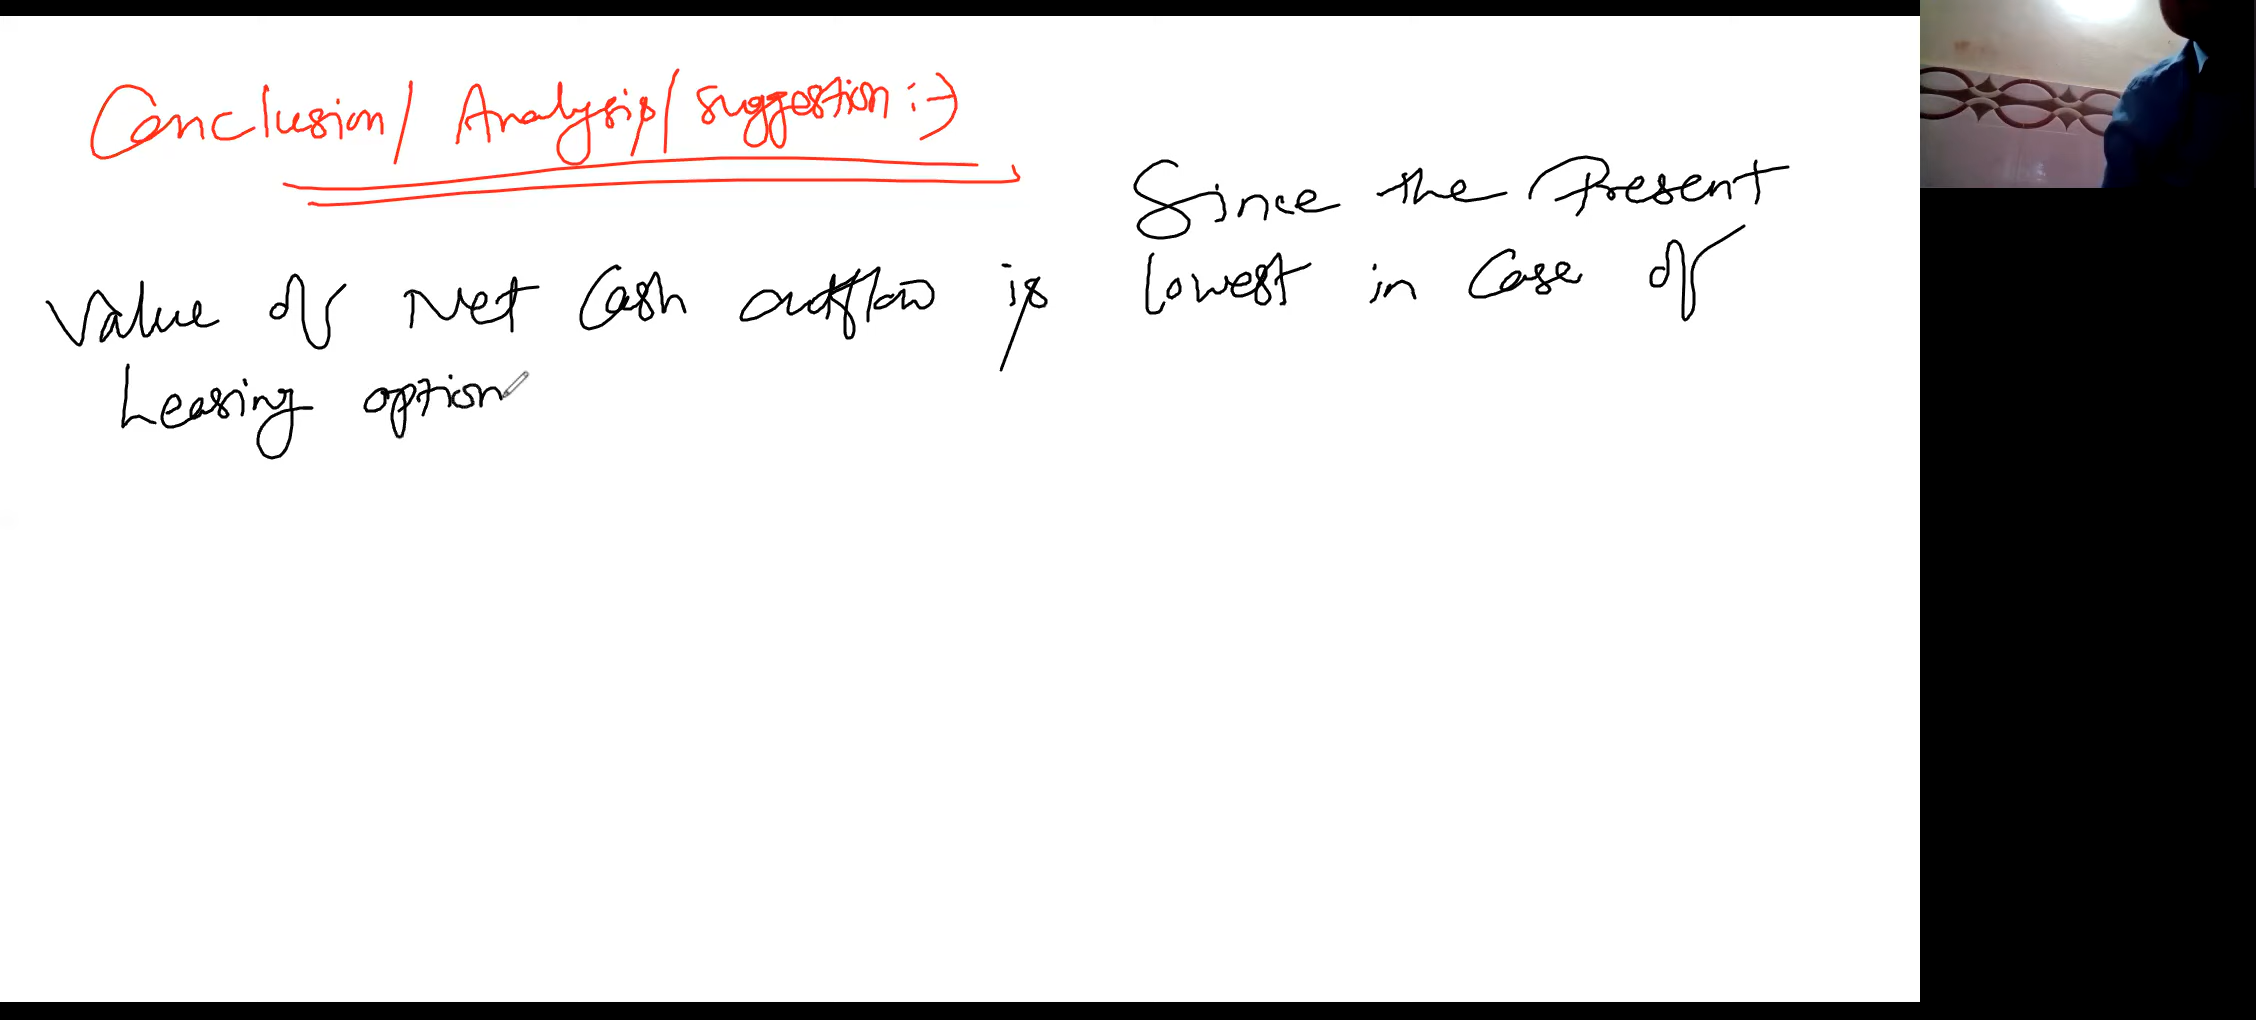 Conclusion/ Analysis/ suggestion :-)
Since the Present
Value of Net Cash outflow is lowest in Case of
Leasing option